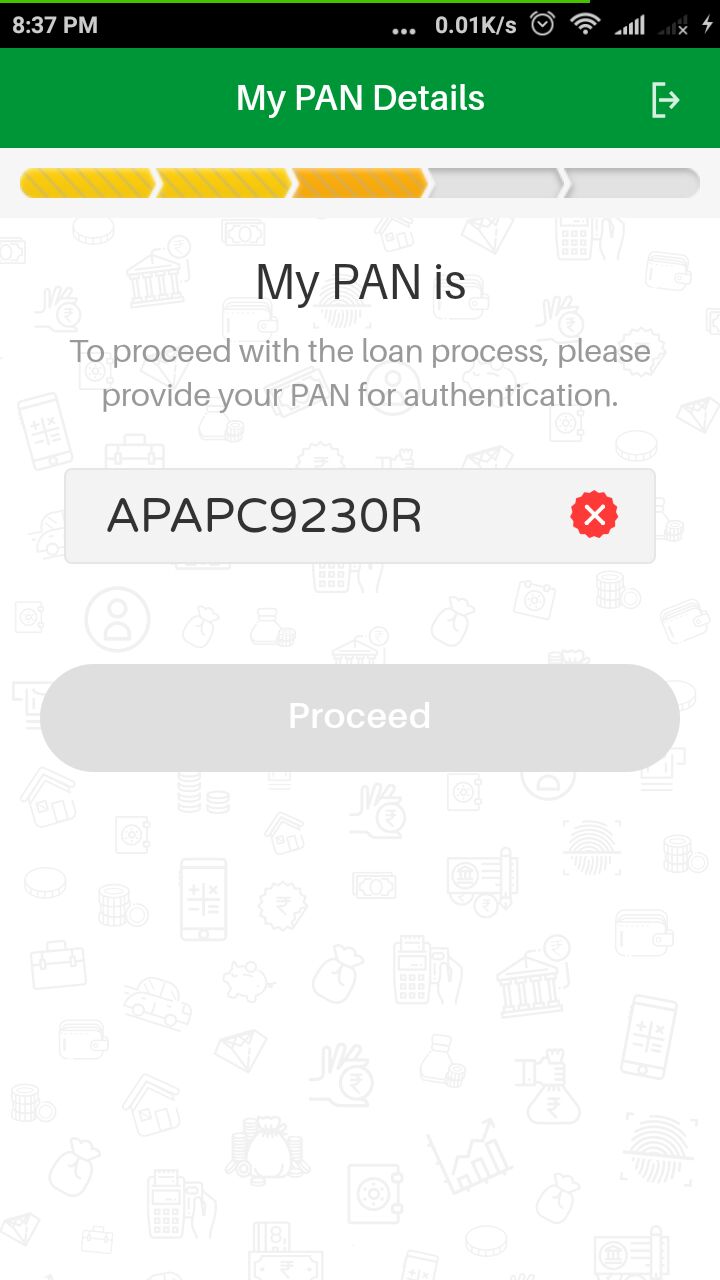 8:37 PM ... 0.01K/s
My PAN Details
My PAN is
To proceed with the loan process, please
provide your PAN for authentication.
APAPC9230R
Proceed